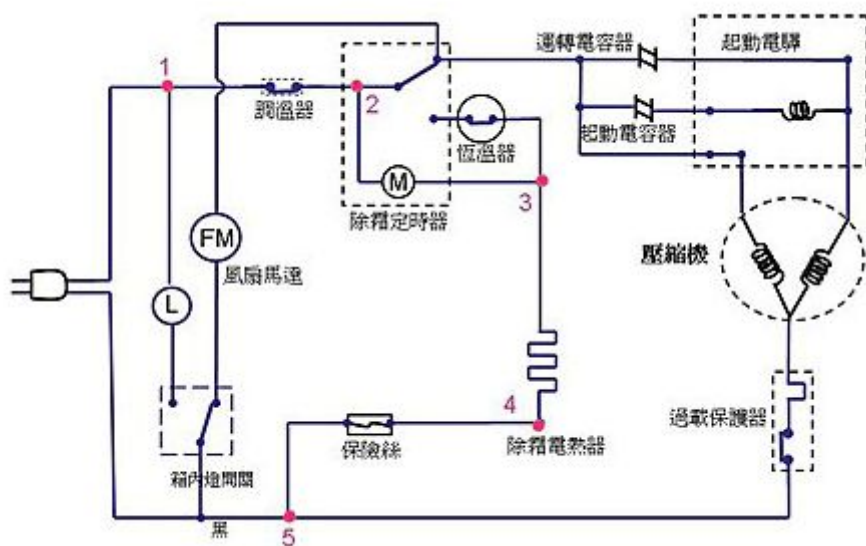 運轉電容器
起動電驛
1
調溫器
2
起動電容器
恆溫器
M
3
除霜定時器
FM
風扇馬達
壓縮機
L
4
過載保護器
保險絲
除霜電熱器
箱內燈開關
黑
5